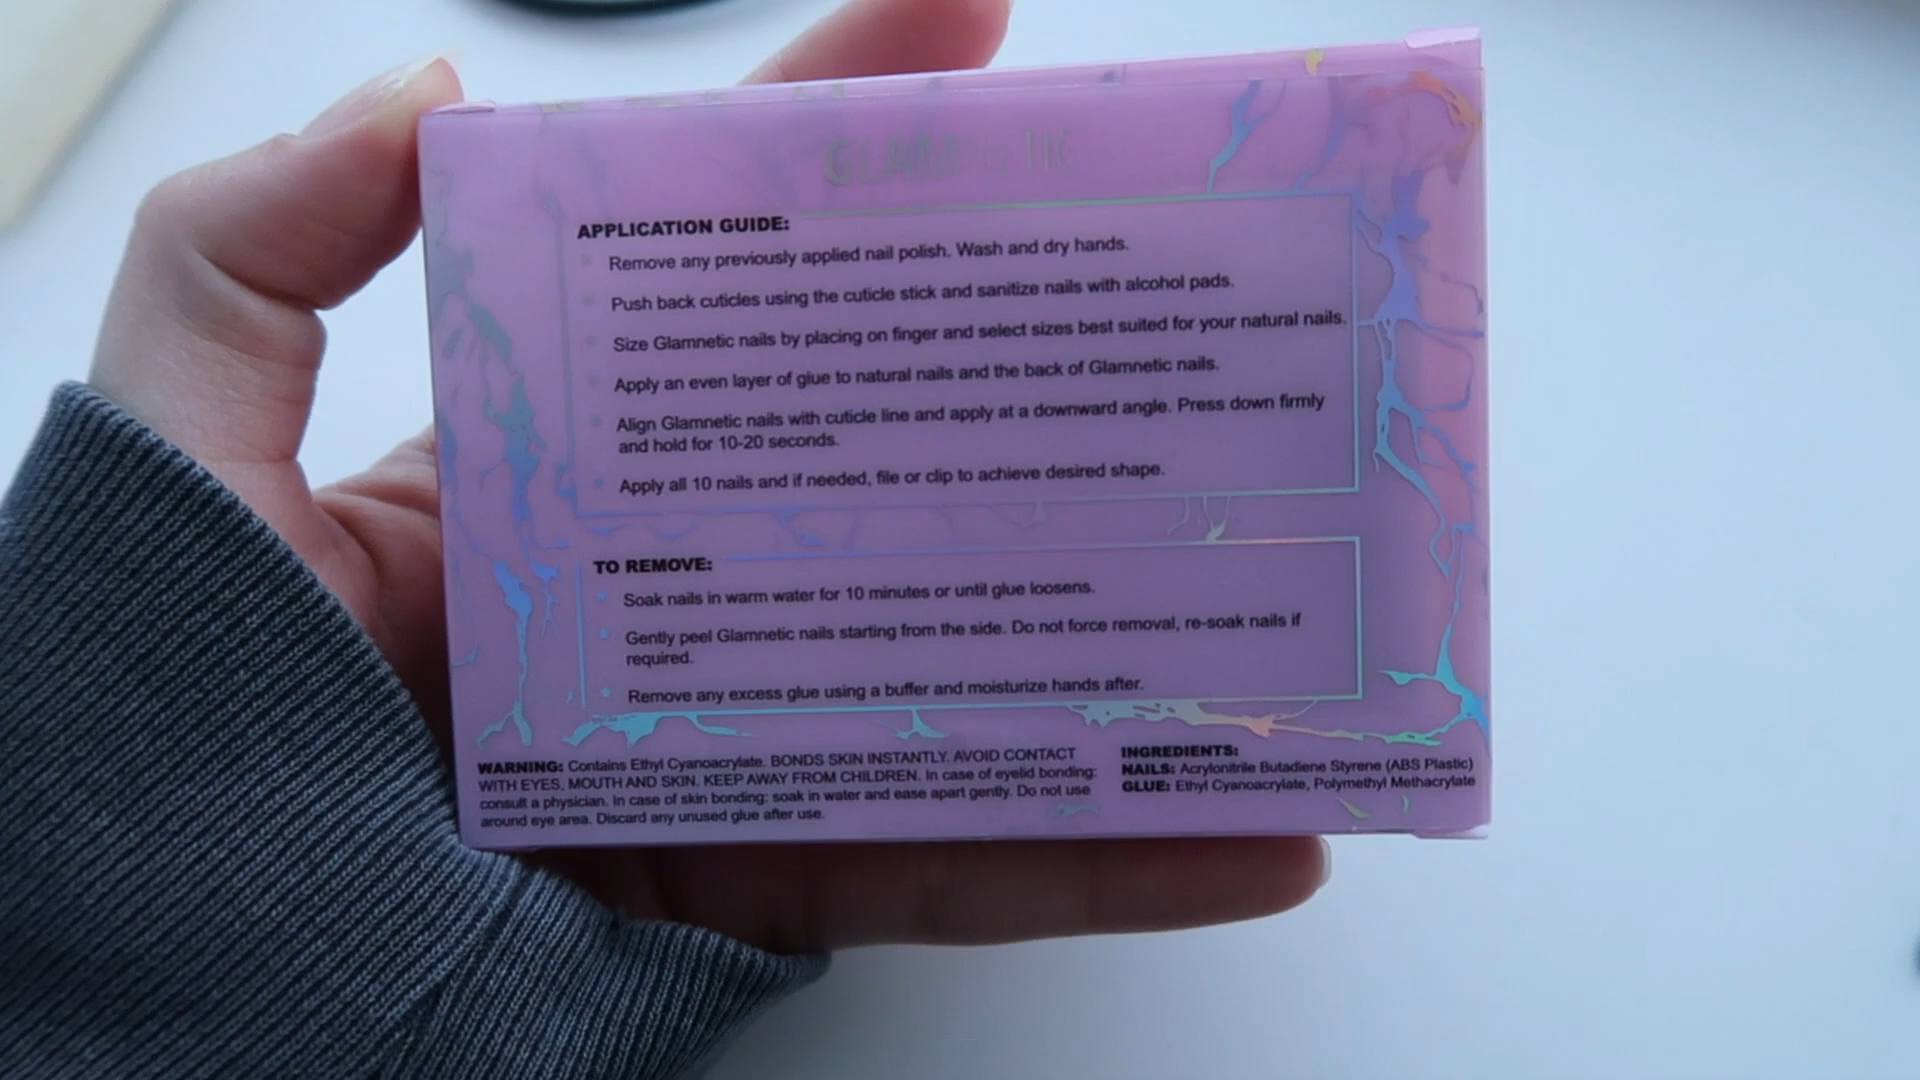 GLAMNETIC
APPLICATION GUIDE:
Remove any previously applied nail polish. Wash and dry hands.
Push back cuticles using the cuticle stick and sanitize nails with alcohol pads.
Size Glamnetic nails by placing on finger and select sizes best suited for your natural nails.
Apply an even layer of glue to natural nails and the back of Glamnetic nails.
Align Glamnetic nails with cuticle line and apply at a downward angle. Press down firmly
and hold for 10-20 seconds.
Apply all 10 nails and if needed, file or clip to achieve desired shape.
TO REMOVE:
Soak nails in warm water for 10 minutes or until glue loosens.
Gently peel Glamnetic nails starting from the side. Do not force removal, re-soak nails if
required.
Remove any excess glue using a buffer and moisturize hands after.
WARNING: Contains Ethyl Cyanoacrylate. BONDS SKIN INSTANTLY. AVOID CONTACT
WITH EYES, MOUTH AND SKIN. KEEP AWAY FROM CHILDREN. In case of eyelid bonding:
consult a physician. In case of skin bonding: soak in water and ease apart gently. Do not use
around eye area. Discard any unused glue after use.
INGREDIENTS:
NAILS: Acrylonitrile Butadiene Styrene (ABS Plastic)
GLUE: Ethyl Cyanoacrylate, Polymethyl Methacrylate